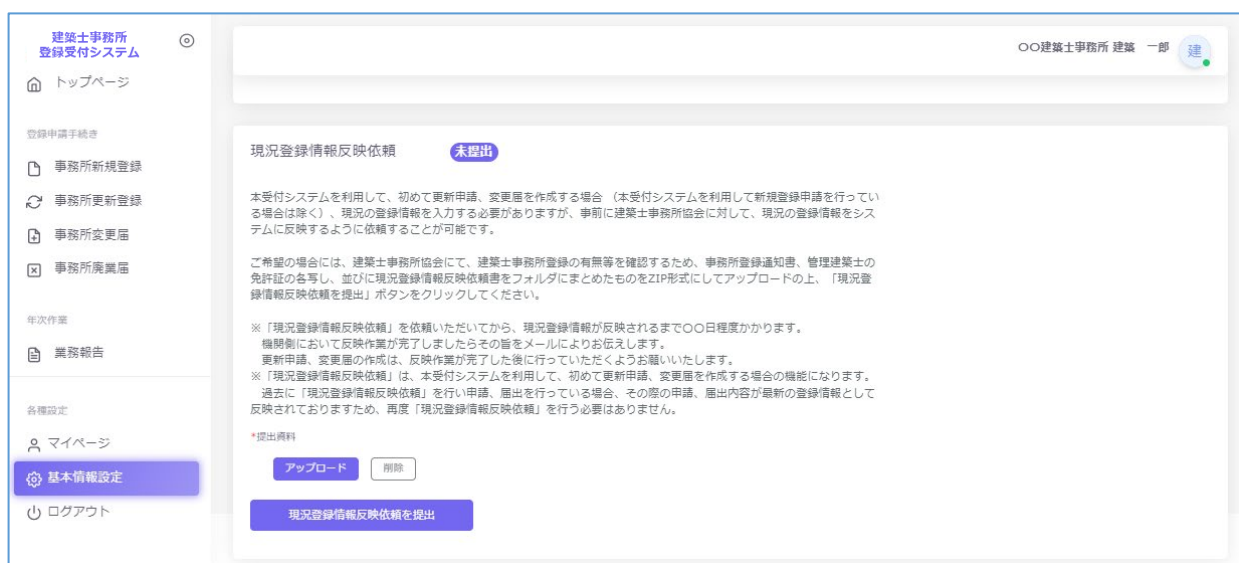 建築士事務所
登録受付システム
トップページ
登録申請手続き
事務所新規登録
事務所更新登録
事務所変更届
事務所廃業届
年次作業
業務報告
各種設定
マイページ
基本情報設定
ログアウト
〇〇建築士事務所 建築 一郎
建
現況登録情報反映依頼 未提出
本受付システムを利用して、初めて更新申請、変更届を作成する場合 （本受付システムを利用して新規登録申請を行ってい
る場合は除く）、現況の登録情報を入力する必要がありますが、事前に建築士事務所協会に対して、現況の登録情報をシス
テムに反映するように依頼することが可能です。
ご希望の場合には、建築士事務所協会にて、建築士事務所登録の有無等を確認するため、事務所登録通知書、管理建築士の
免許証の各写し、並びに現況登録情報反映依頼書をフォルダにまとめたものをZIP形式にしてアップロードの上、「現況登
録情報反映依頼を提出」ボタンをクリックしてください。
※「現況登録情報反映依頼」を依頼いただいてから、現況登録情報が反映されるまで〇〇日程度かかります。
機関側において反映作業が完了しましたらその旨をメールによりお伝えします。
更新申請、変更届の作成は、反映作業が完了した後に行っていただくようお願いいたします。
※「現況登録情報反映依頼」は、本受付システムを利用して、初めて更新申請、変更届を作成する場合の機能になります。
過去に「現況登録情報反映依頼」を行い申請、届出を行っている場合、その際の申請、届出内容が最新の登録情報として
反映されておりますため、再度「現況登録情報反映依頼」を行う必要はありません。
*提出資料
アップロード 削除
現況登録情報反映依頼を提出